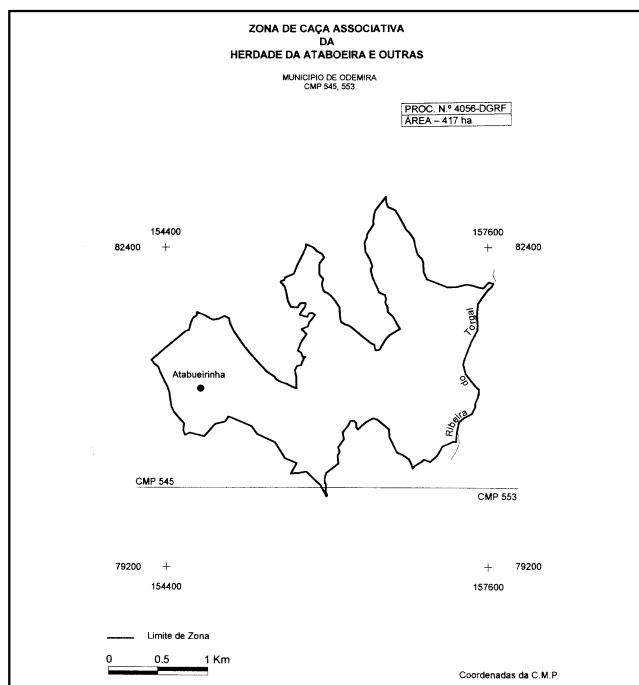 ZONA DE CAÇA ASSOCIATIVA
DA
HERDADE DA ATABOEIRA E OUTRAS
MUNICIPIO DE ODEMIRA
CMP 545, 553
PROC. N.º 4056-DGRF
ÁREA – 417 ha
154400
157600
82400
82400
Atabueirinha
Ribeira do Torgal
CMP 545
CMP 553
79200
79200
154400
157600
Limite de Zona
0 0.5 1 Km
Coordenadas da C.M.P